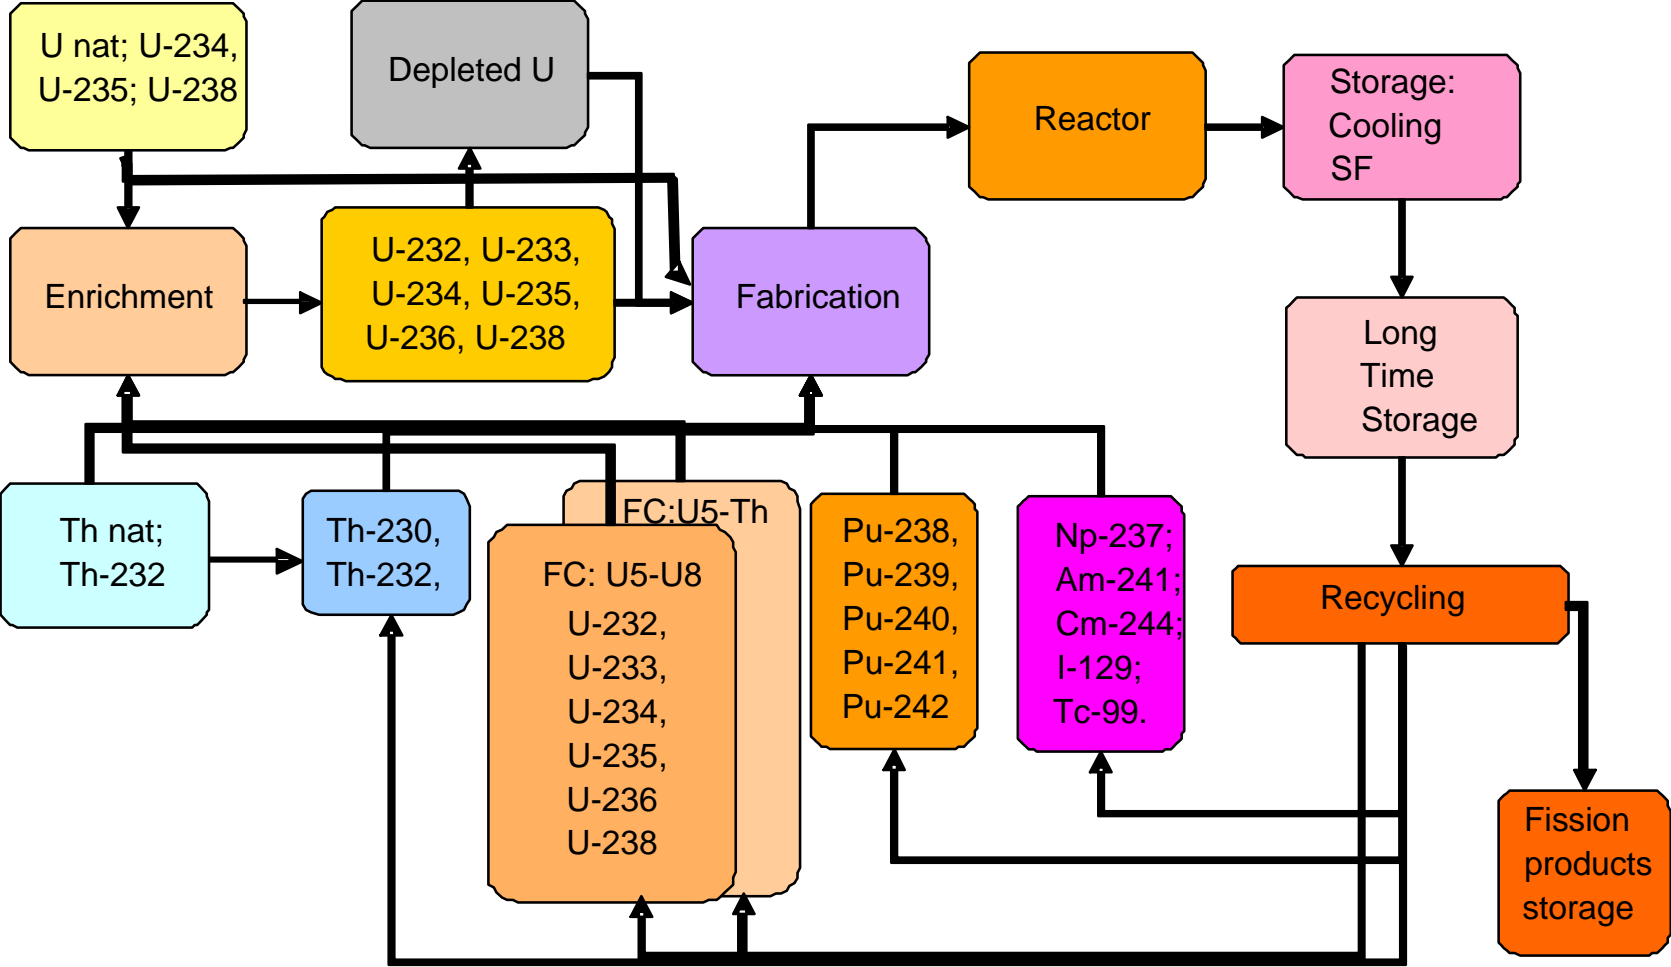 U nat; U-234,
U-235; U-238
Depleted U
Reactor
Storage:
Cooling
SF
Enrichment
U-232, U-233,
U-234, U-235,
U-236, U-238
Fabrication
Long
Time
Storage
Th nat;
Th-232
Th-230,
Th-232,
FC:U5-Th
FC: U5-U8
U-232,
U-233,
U-234,
U-235,
U-236
U-238
Pu-238,
Pu-239,
Pu-240,
Pu-241,
Pu-242
Np-237;
Am-241;
Cm-244;
I-129;
Tc-99.
Recycling
Fission
products
storage